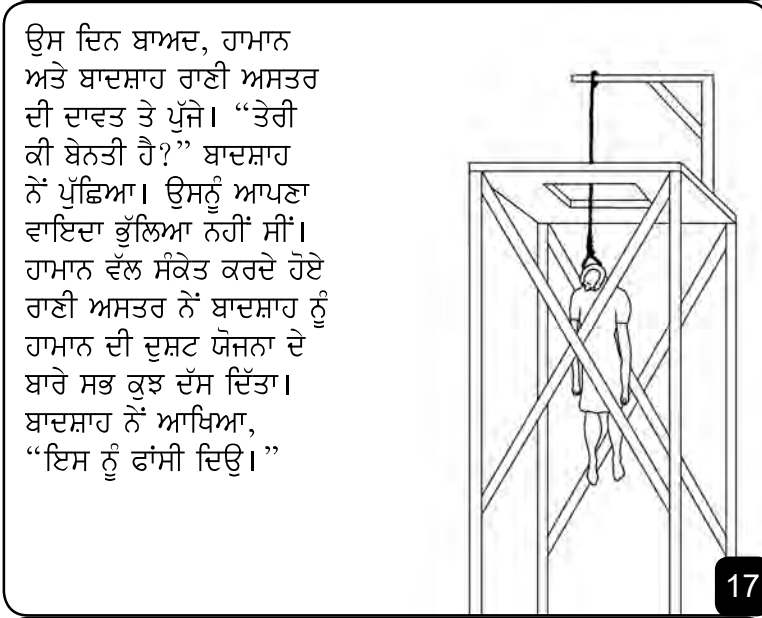 ਉਸ ਦਿਨ ਬਾਅਦ, ਹਾਮਾਨ
ਅਤੇ ਬਾਦਸ਼ਾਹ ਰਾਣੀ ਅਸਤਰ
ਦੀ ਦਾਵਤ ਤੇ ਪੁੱਜੇ। “ਤੇਰੀ
ਕੀ ਬੇਨਤੀ ਹੈ?” ਬਾਦਸ਼ਾਹ
ਨੇਂ ਪੁੱਛਿਆ। ਉਸਨੂੰ ਆਪਣਾ
ਵਾਇਦਾ ਭੁੱਲਿਆ ਨਹੀਂ ਸੀਂ।
ਹਾਮਾਨ ਵੱਲ ਸੰਕੇਤ ਕਰਦੇ ਹੋਏ
ਰਾਣੀ ਅਸਤਰ ਨੇਂ ਬਾਦਸ਼ਾਹ ਨੂੰ
ਹਾਮਾਨ ਦੀ ਦੁਸ਼ਟ ਯੋਜਨਾ ਦੇ
ਬਾਰੇ ਸਭ ਕੁਝ ਦੱਸ ਦਿੱਤਾ।
ਬਾਦਸ਼ਾਹ ਨੇਂ ਆਖਿਆ,
“ਇਸ ਨੂੰ ਫਾਂਸੀ ਦਿਉ।”
17